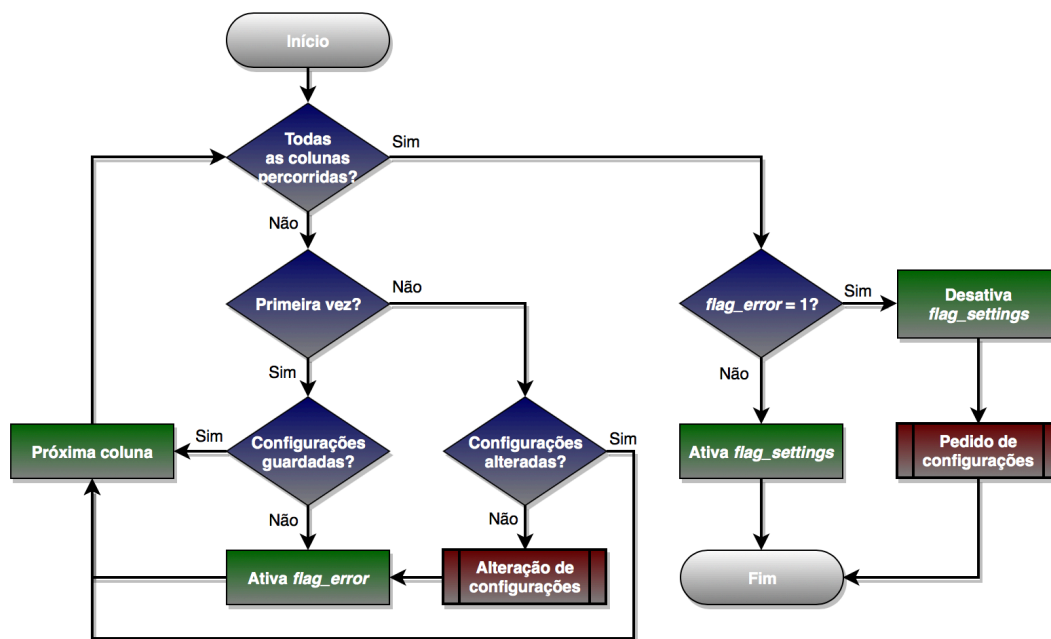 Início
Todas
as colunas
percorridas?
Sim
Não
Primeira vez?
Não
Sim
flag_error = 1?
Sim
Não
Desativa
flag_settings
Próxima coluna
Sim
Configurações
guardadas?
Não
Configurações
alteradas?
Sim
Não
Ativa flag_settings
Pedido de
configurações
Ativa flag_error
Alteração de
configurações
Fim